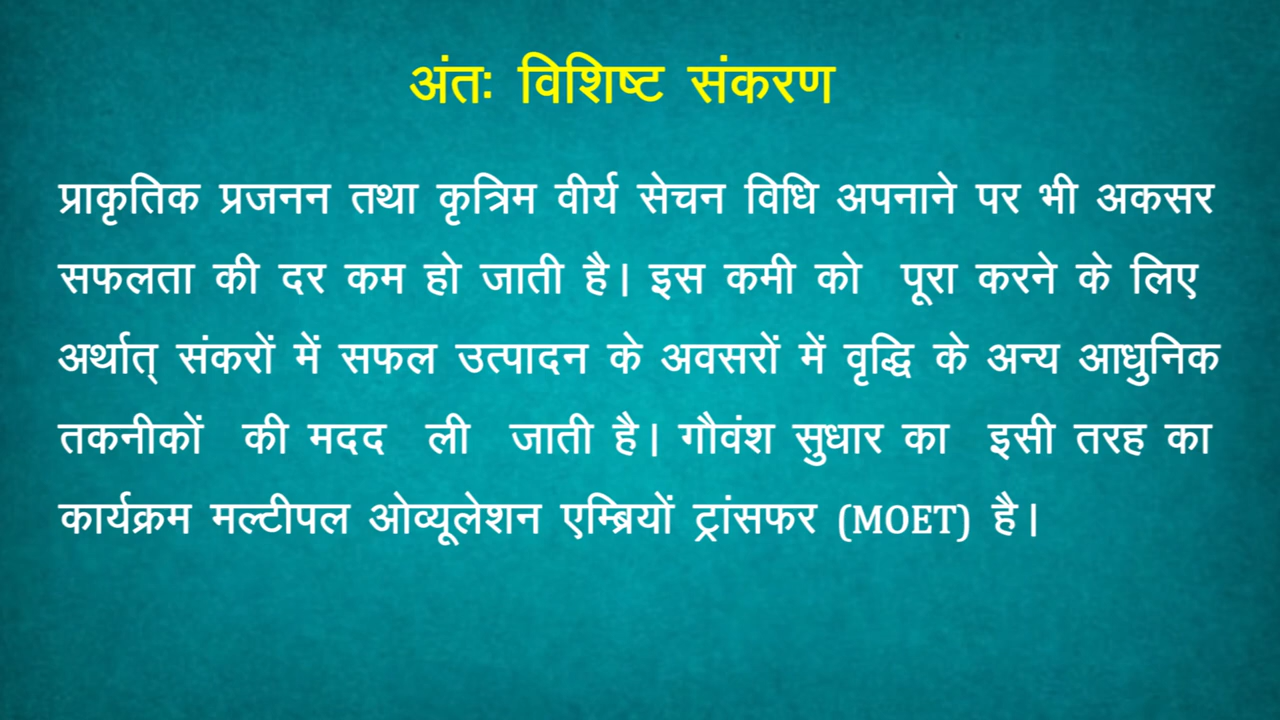 अंतः विशिष्ट संकरण
प्राकृतिक प्रजनन तथा कृत्रिम वीर्य सेचन विधि अपनाने पर भी अकसर
सफलता की दर कम हो जाती है। इस कमी को पूरा करने के लिए
अर्थात् संकरों में सफल उत्पादन के अवसरों में वृद्धि के अन्य आधुनिक
तकनीकों की मदद ली जाती है। गौवंश सुधार का इसी तरह का
कार्यक्रम मल्टीपल ओव्यूलेशन एम्ब्रियों ट्रांसफर (MOET) है।